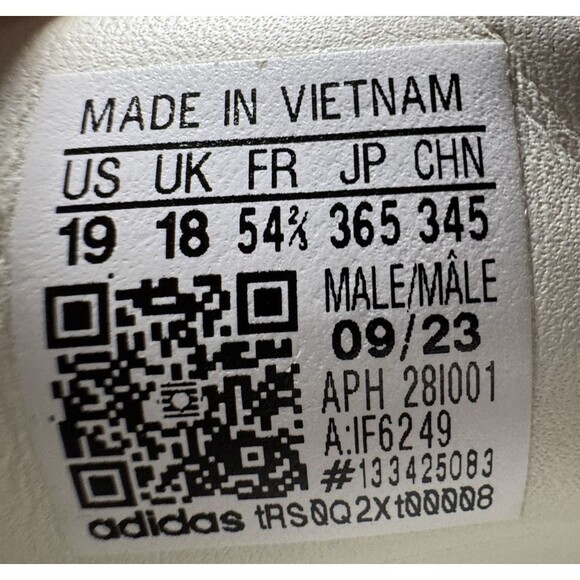 MADE IN VIETNAM
US UK FR JP CHN
19 18 54⅔ 365 345
MALE/MÂLE
09/23
APH 28I001
A:IF6249
#133425083
adidas tRS0Q2Xt00008